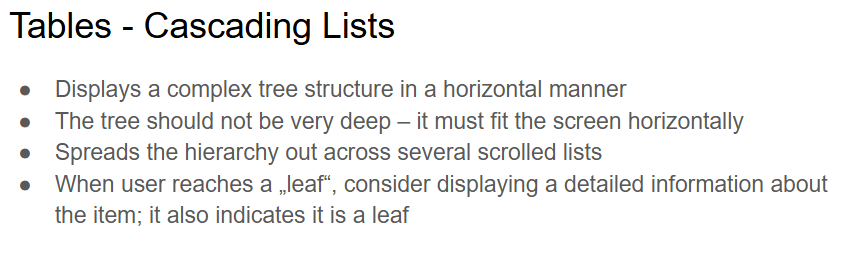 Tables - Cascading Lists
● Displays a complex tree structure in a horizontal manner
● The tree should not be very deep – it must fit the screen horizontally
● Spreads the hierarchy out across several scrolled lists
● When user reaches a „leaf“, consider displaying a detailed information about
the item; it also indicates it is a leaf